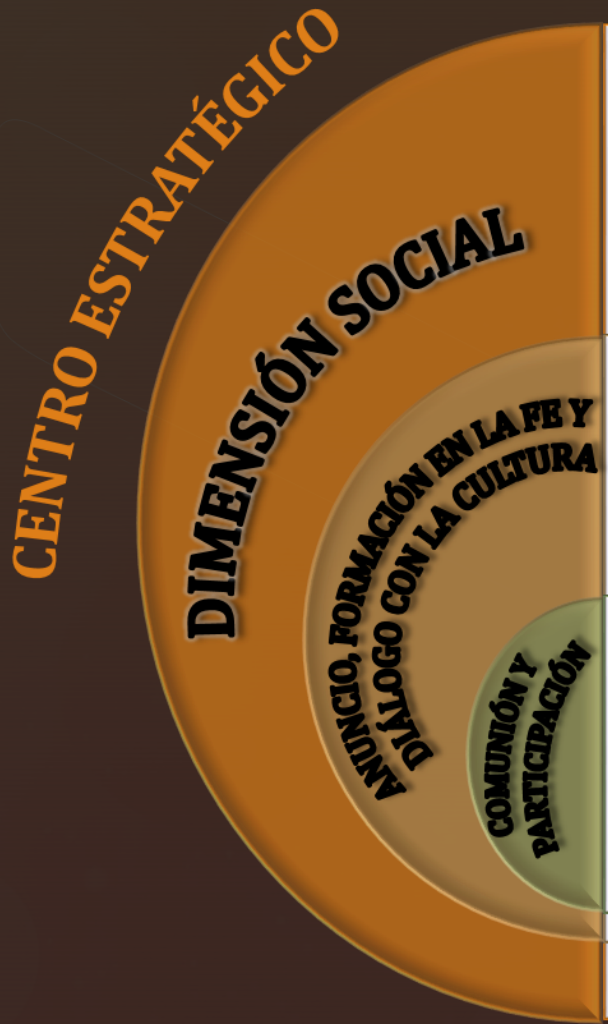 CENTRO ESTRATÉGICO
DIMENSIÓN SOCIAL
ANUNCIO, FORMACIÓN EN LA FE Y
DIÁLOGO CON LA CULTURA
COMUNIÓN Y
PARTICIPACIÓN